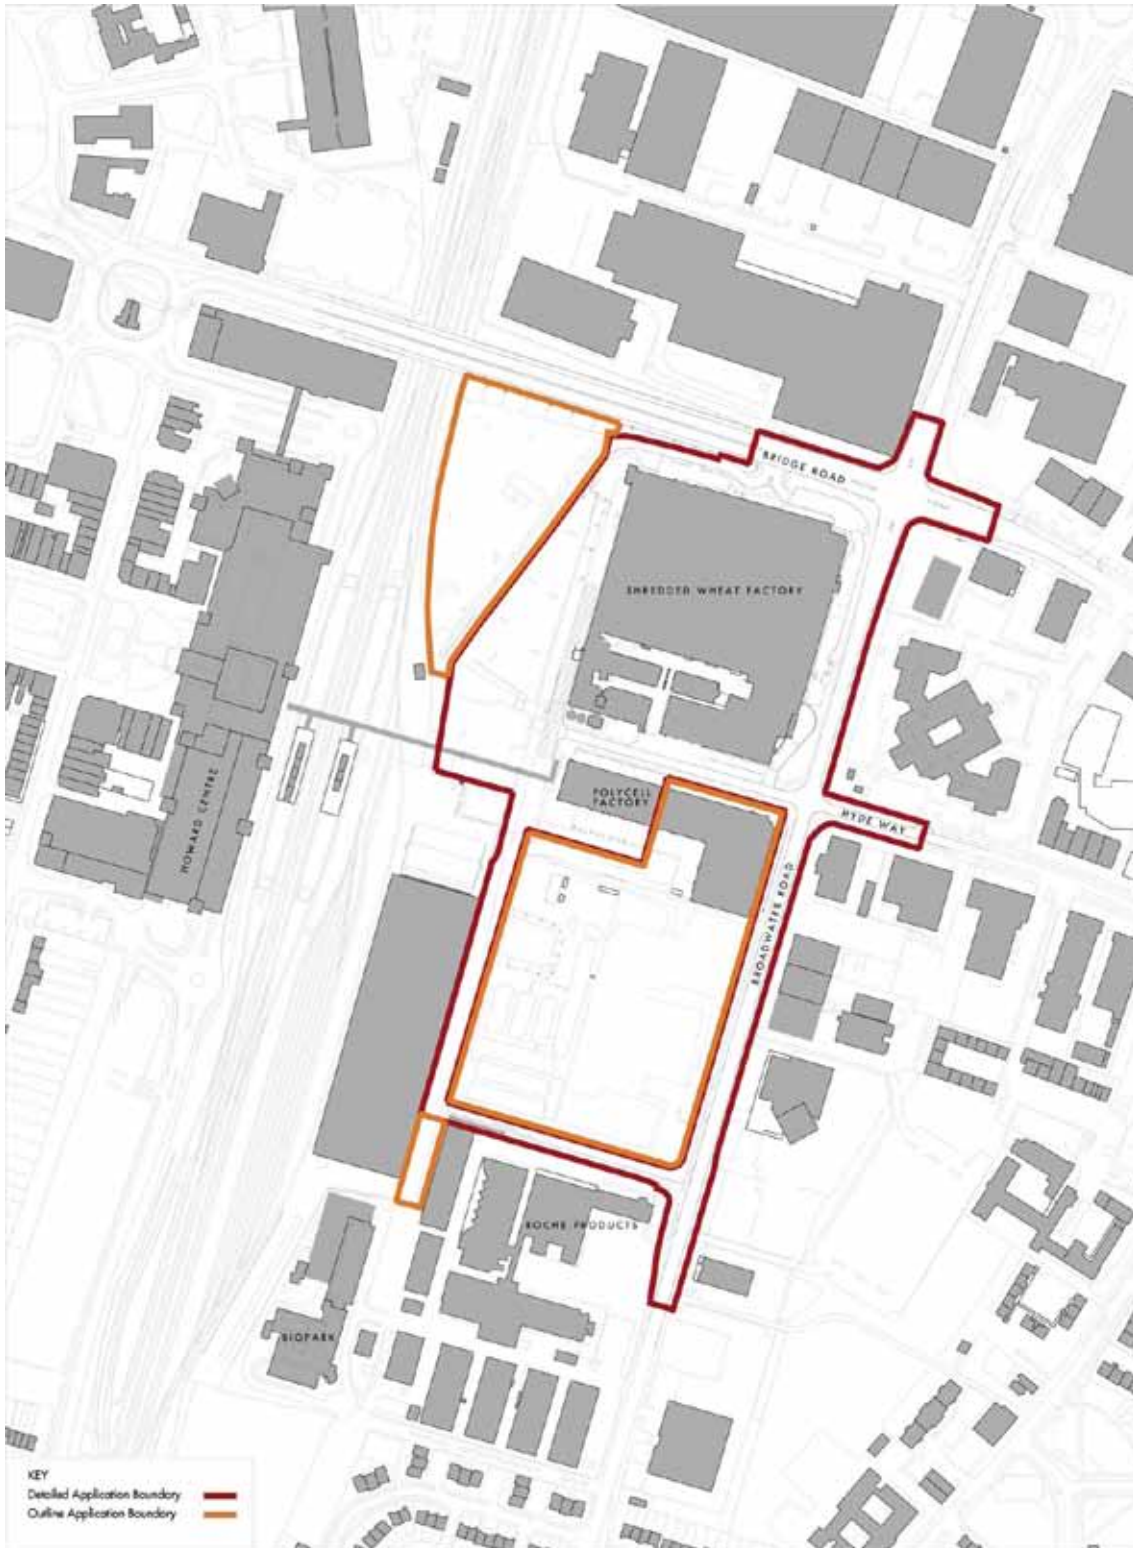 BRIDGE ROAD
SHREDDED WHEAT FACTORY
POLYCELL
FACTORY
HYDE WAY
HOWARD CENTRE
BROADWATER ROAD
ROCHE PRODUCTS
BIOPARK
KEY
Detailed Application Boundary
Outline Application Boundary